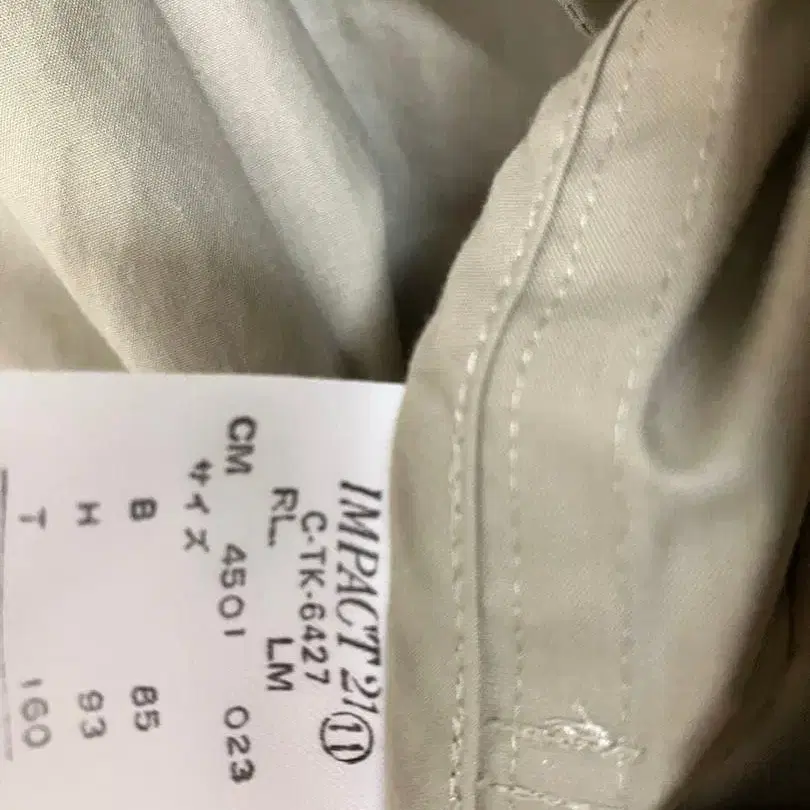 IMPACT 21 ⑪
C-TK-6427
RL. LM
CM 4501 023
サイズ
B 85
H 93
T 160